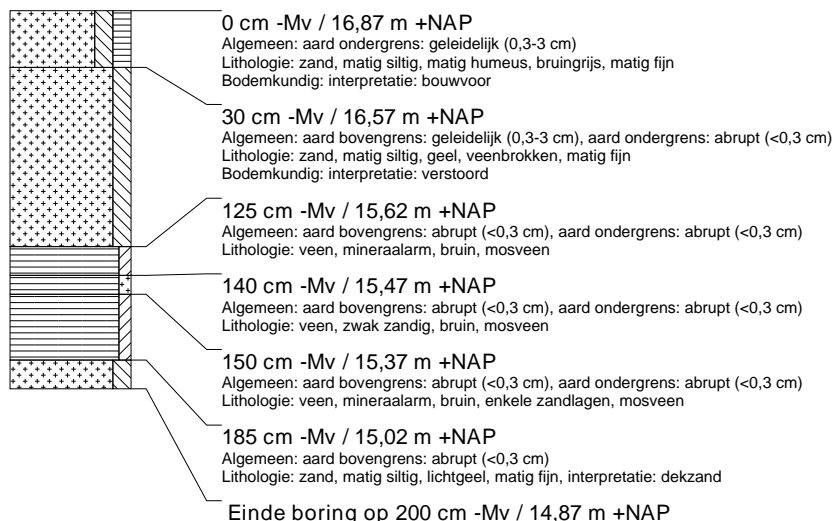 0 cm -Mv / 16,87 m +NAP
Algemeen: aard ondergrens: geleidelijk (0,3-3 cm)
Lithologie: zand, matig siltig, matig humeus, bruingrijs, matig fijn
Bodemkundig: interpretatie: bouwvoor
30 cm -Mv / 16,57 m +NAP
Algemeen: aard bovengrens: geleidelijk (0,3-3 cm), aard ondergrens: abrupt (<0,3 cm)
Lithologie: zand, matig siltig, geel, veenbrokken, matig fijn
Bodemkundig: interpretatie: verstoord
125 cm -Mv / 15,62 m +NAP
Algemeen: aard bovengrens: abrupt (<0,3 cm), aard ondergrens: abrupt (<0,3 cm)
Lithologie: veen, mineraalarm, bruin, mosveen
140 cm -Mv / 15,47 m +NAP
Algemeen: aard bovengrens: abrupt (<0,3 cm), aard ondergrens: abrupt (<0,3 cm)
Lithologie: veen, zwak zandig, bruin, mosveen
150 cm -Mv / 15,37 m +NAP
Algemeen: aard bovengrens: abrupt (<0,3 cm), aard ondergrens: abrupt (<0,3 cm)
Lithologie: veen, mineraalarm, bruin, enkele zandlagen, mosveen
185 cm -Mv / 15,02 m +NAP
Algemeen: aard bovengrens: abrupt (<0,3 cm)
Lithologie: zand, matig siltig, lichtgeel, matig fijn, interpretatie: dekzand
Einde boring op 200 cm -Mv / 14,87 m +NAP